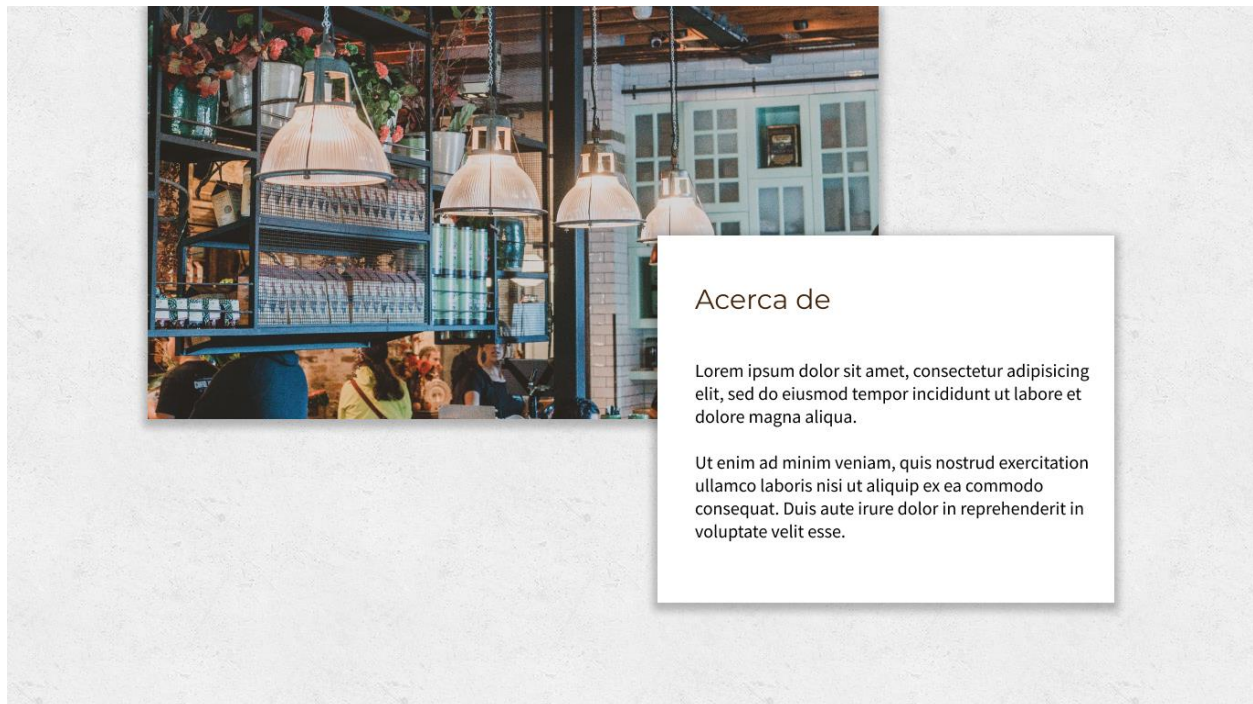 Acerca de
Lorem ipsum dolor sit amet, consectetur adipisicing
elit, sed do eiusmod tempor incididunt ut labore et
dolore magna aliqua.
Ut enim ad minim veniam, quis nostrud exercitation
ullamco laboris nisi ut aliquip ex ea commodo
consequat. Duis aute irure dolor in reprehenderit in
voluptate velit esse.